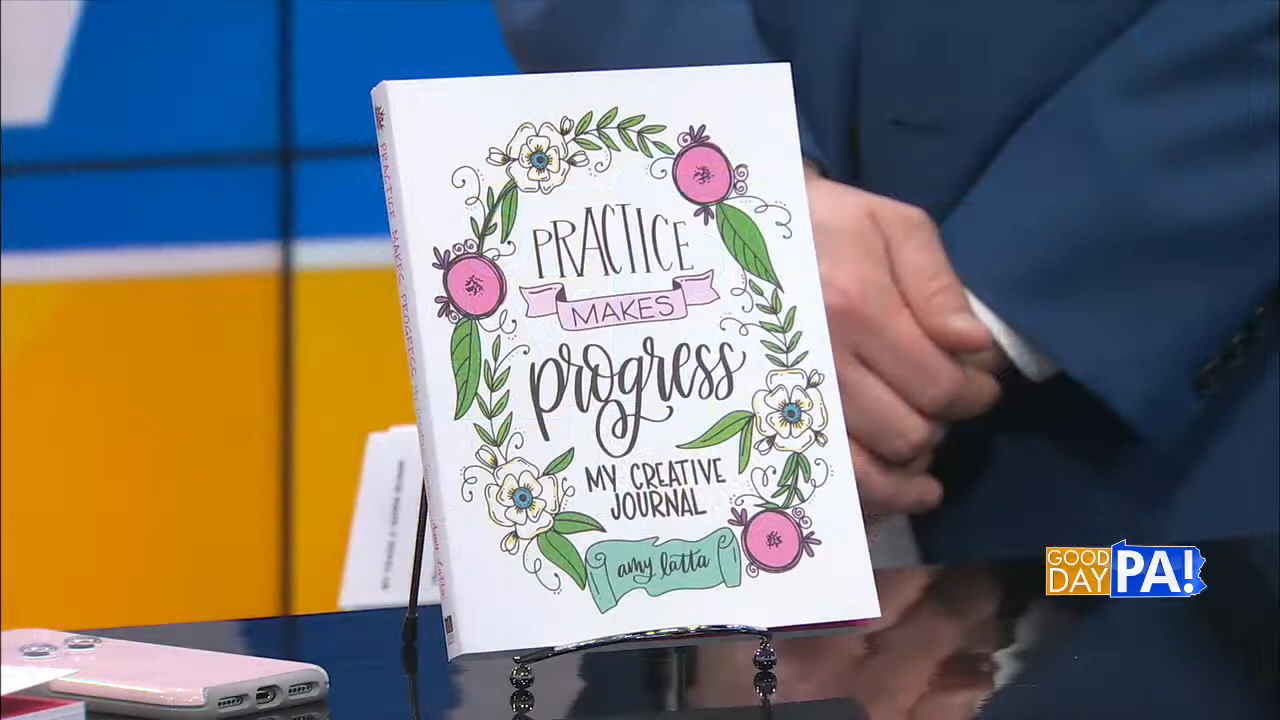 PRACTICE
MAKES
progress
MY CREATIVE
JOURNAL
amy latta
PRACTICE MAKES PROGRESS
GOOD
DAY PA!